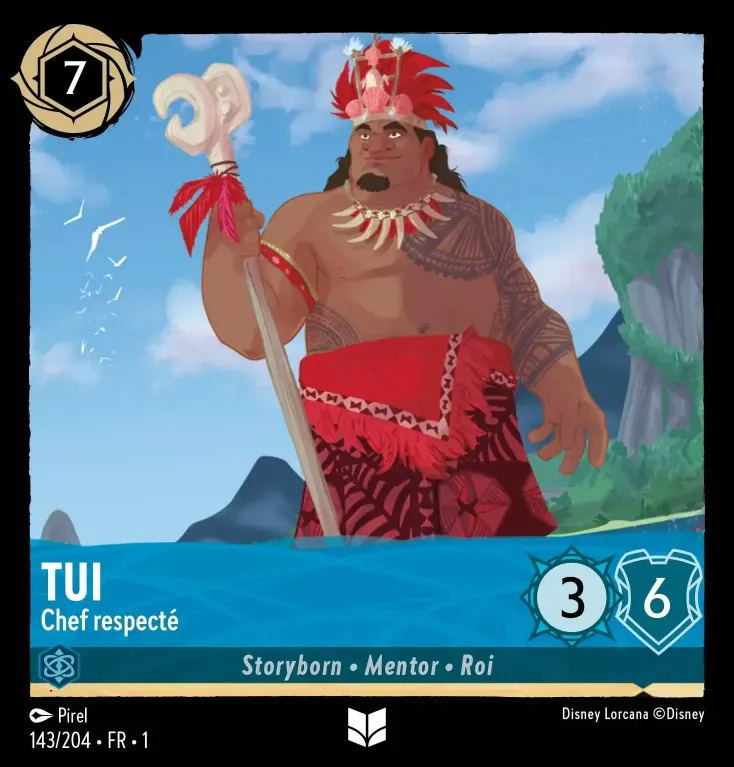 7
TUI
Chef respecté
3
6
Storyborn • Mentor • Roi
Pirel
Disney Lorcana ©Disney
143/204 • FR • 1